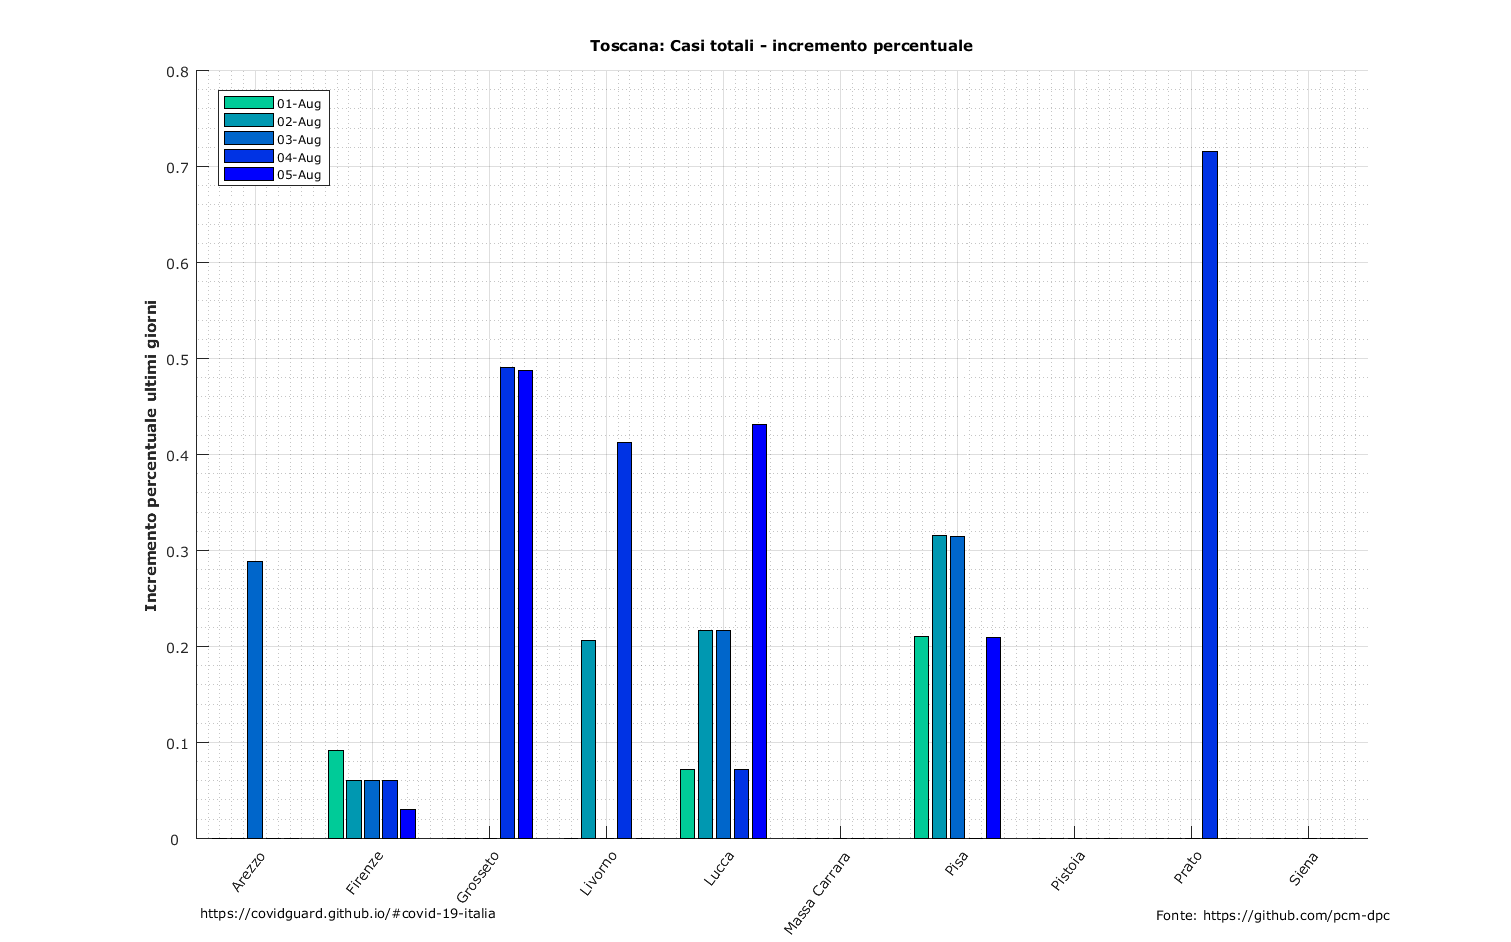 Toscana: Casi totali - incremento percentuale
01-Aug
02-Aug
03-Aug
04-Aug
05-Aug
Incremento percentuale ultimi giorni
0.8
0.7
0.6
0.5
0.4
0.3
0.2
0.1
0
Arezzo
Firenze
Grosseto
Livorno
Lucca
Massa Carrara
Pisa
Pistoia
Prato
Siena
https://covidguard.github.io/#covid-19-italia
Fonte: https://github.com/pcm-dpc